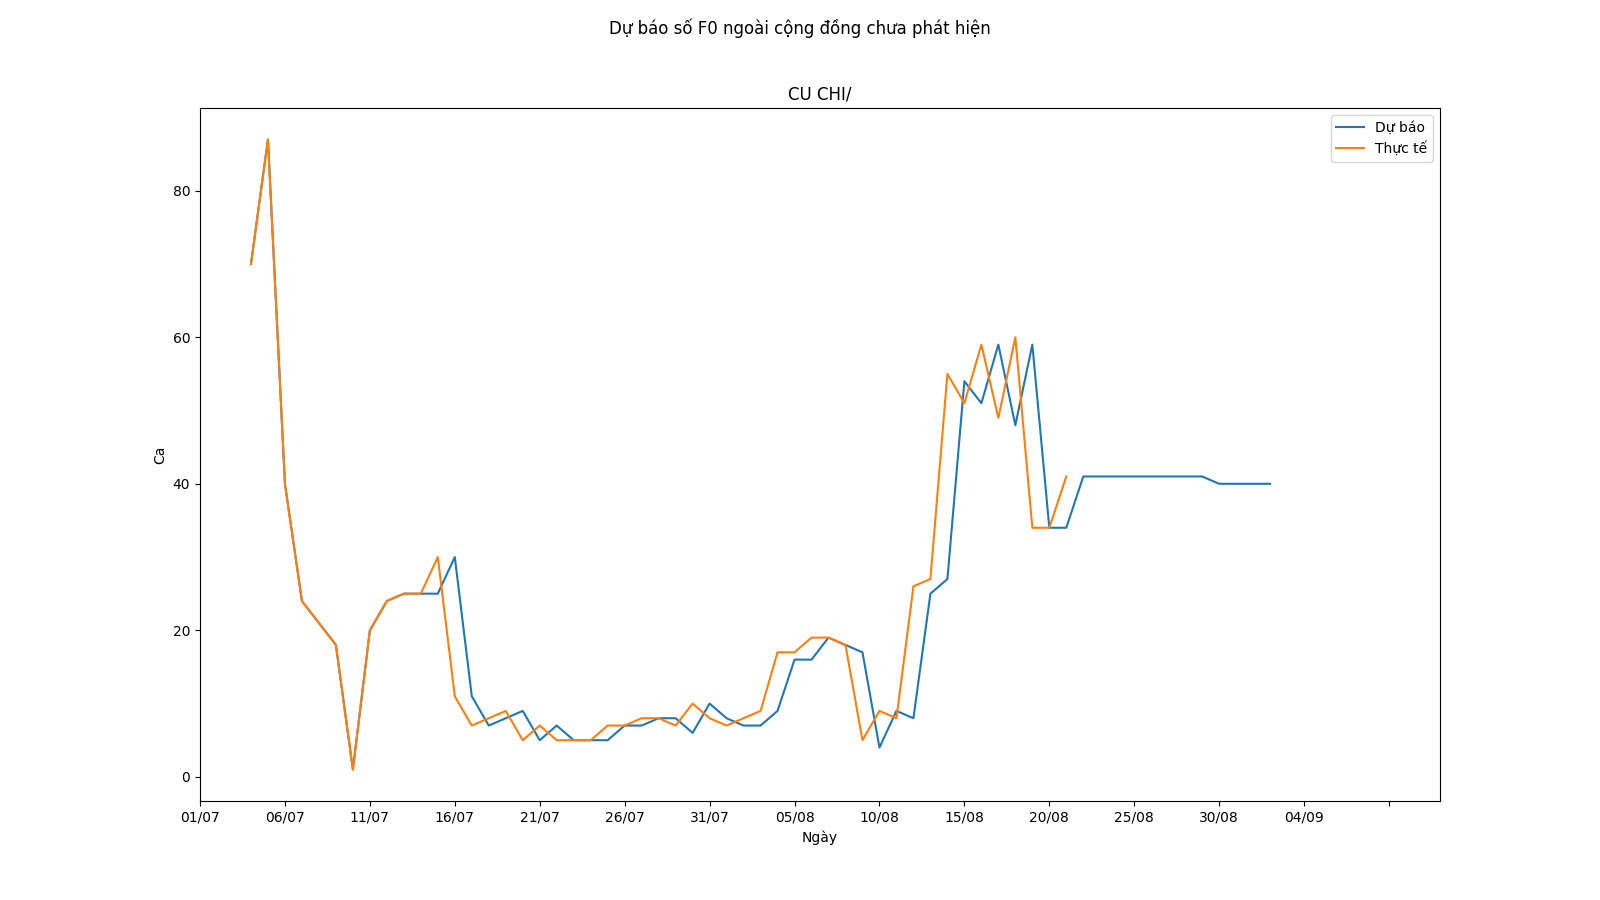 Dự báo số F0 ngoài cộng đồng chưa phát hiện
CU CHI/
Dự báo
Thực tế
80
60
40
20
0
Ca
01/07 06/07 11/07 16/07 21/07 26/07 31/07 05/08 10/08 15/08 20/08 25/08 30/08 04/09
Ngày